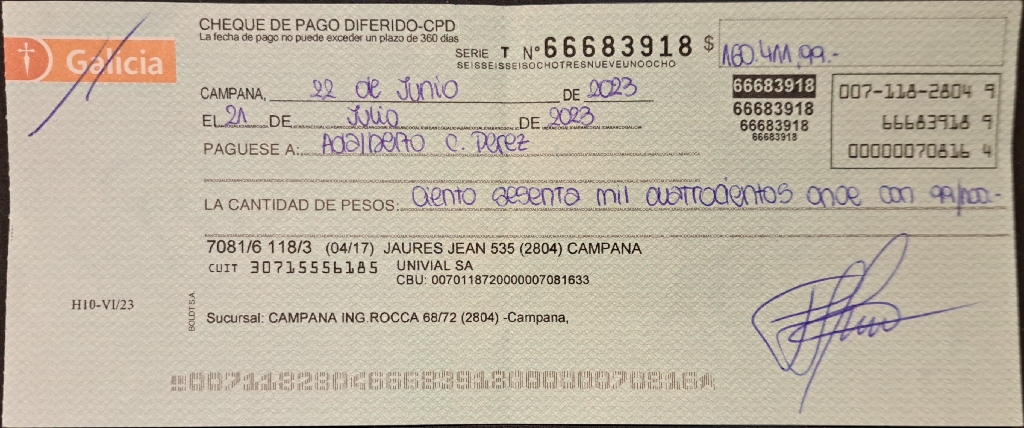 CHEQUE DE PAGO DIFERIDO-CPD
La fecha de pago no puede exceder un plazo de 360 dias
Galicia
SERIE T Nº 66683918 $ 160.411,99.-
SEISSEISSEISOCHOTRESNUEVEUNOOCHO
CAMPANA, 22 de Junio DE 2023
EL 21 DE Julio DE 2023
PAGUESE A: Adalberto C. Perez
66683918
66683918
66683918
66683918
007-118-2804 9
66683918 9
00000070816 4
LA CANTIDAD DE PESOS: ciento sesenta mil cuatrocientos once con 99/100.-
7081/6 118/3 (04/17) JAURES JEAN 535 (2804) CAMPANA
CUIT 30715556185 UNIVIAL SA
CBU: 0070118720000007081633
H10-VI/23
BOLDT S.A.
Sucursal: CAMPANA ING.ROCCA 68/72 (2804) -Campana,